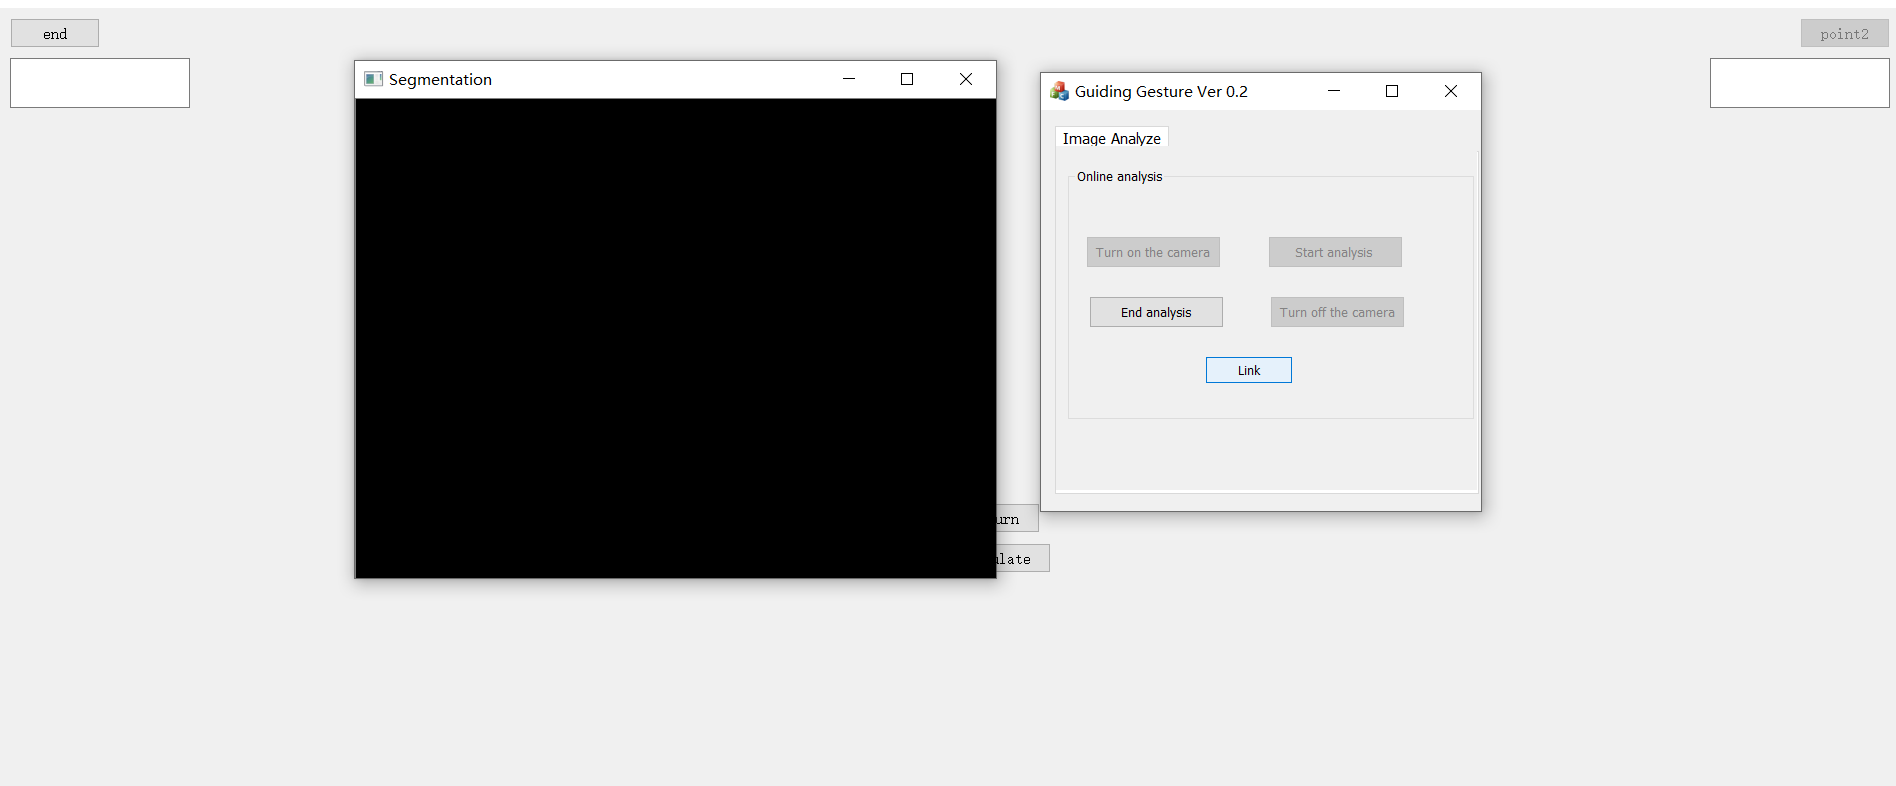 end
point2
Segmentation
Guiding Gesture Ver 0.2
Image Analyze
Online analysis
Turn on the camera
Start analysis
End analysis
Turn off the camera
Link
urn
ulate